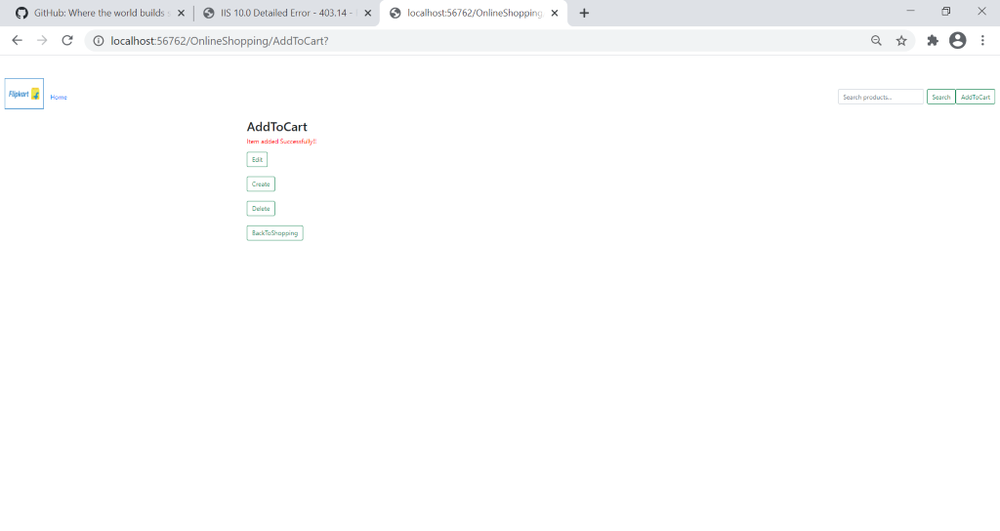 GitHub: Where the world builds s
IIS 10.0 Detailed Error - 403.14 -
localhost:56762/OnlineShopping
localhost:56762/OnlineShopping/AddToCart?
Flipkart
Home
Search products..
Search
AddToCart
AddToCart
Item added Successfully!!
Edit
Create
Delete
BackToShopping